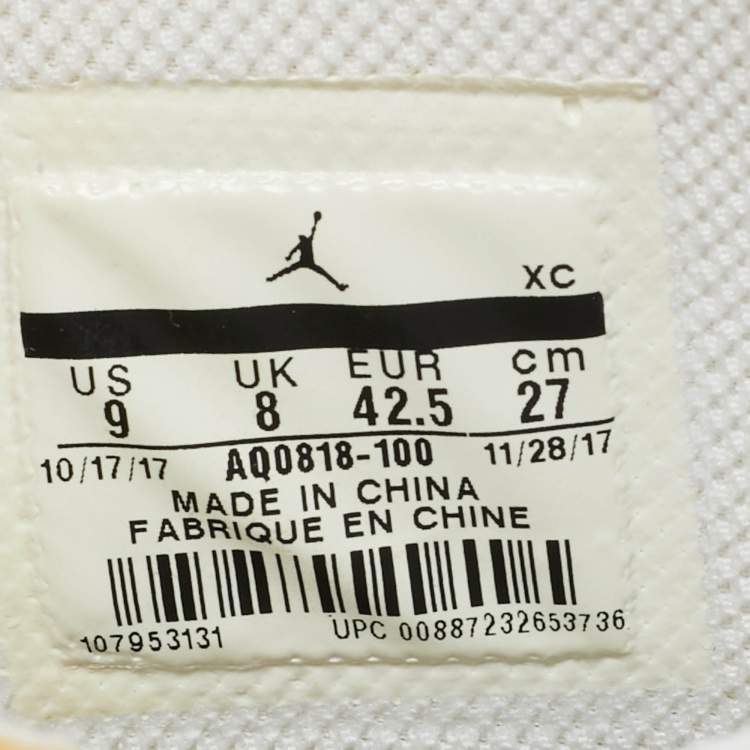 XC
US UK EUR cm
9 8 42.5 27
10/17/17 AQ0818-100 11/28/17
MADE IN CHINA
FABRIQUE EN CHINE
107953131 UPC 00887232653736